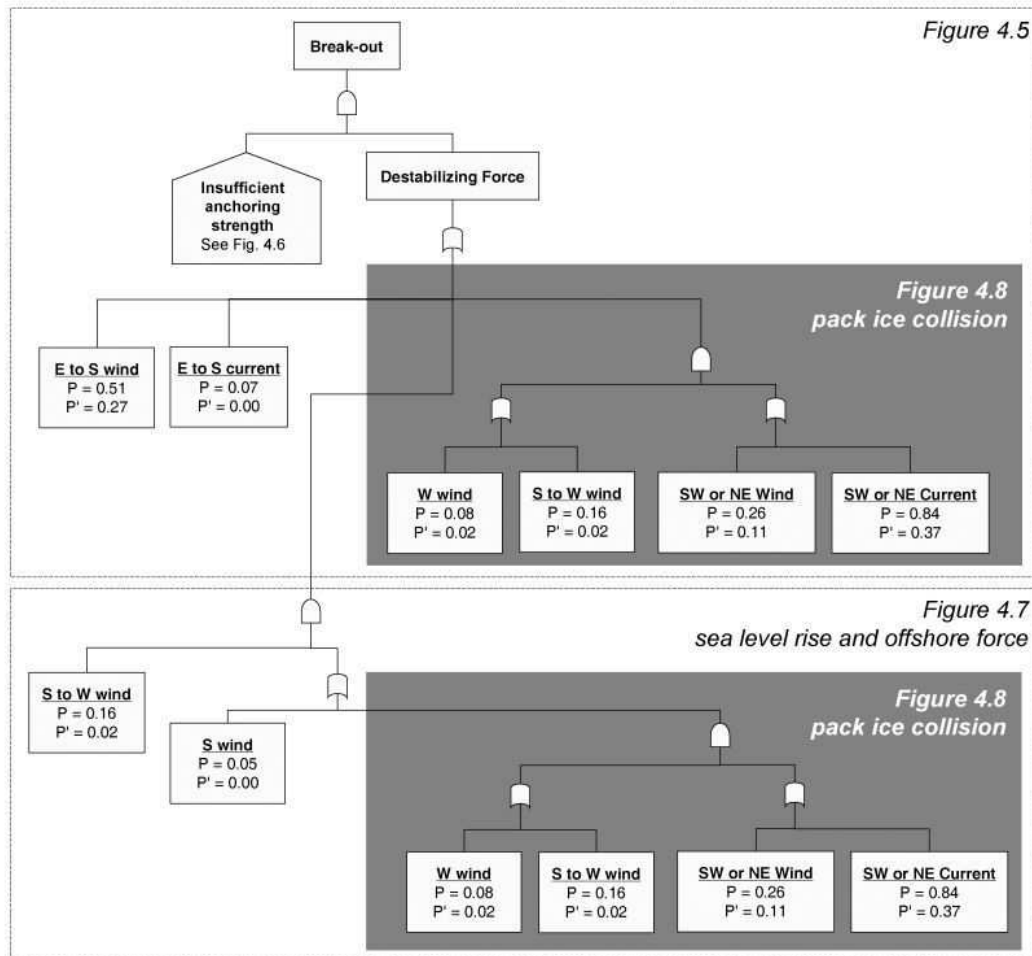 Figure 4.5
Break-out
Insufficient
anchoring
strength
See Fig. 4.6
Destabilizing Force
Figure 4.8
pack ice collision
E to S wind
P = 0.51
P' = 0.27
E to S current
P = 0.07
P' = 0.00
W wind
P = 0.08
P' = 0.02
S to W wind
P = 0.16
P' = 0.02
SW or NE Wind
P = 0.26
P' = 0.11
SW or NE Current
P = 0.84
P' = 0.37
Figure 4.7
sea level rise and offshore force
S to W wind
P = 0.16
P' = 0.02
S wind
P = 0.05
P' = 0.00
Figure 4.8
pack ice collision
W wind
P = 0.08
P' = 0.02
S to W wind
P = 0.16
P' = 0.02
SW or NE Wind
P = 0.26
P' = 0.11
SW or NE Current
P = 0.84
P' = 0.37